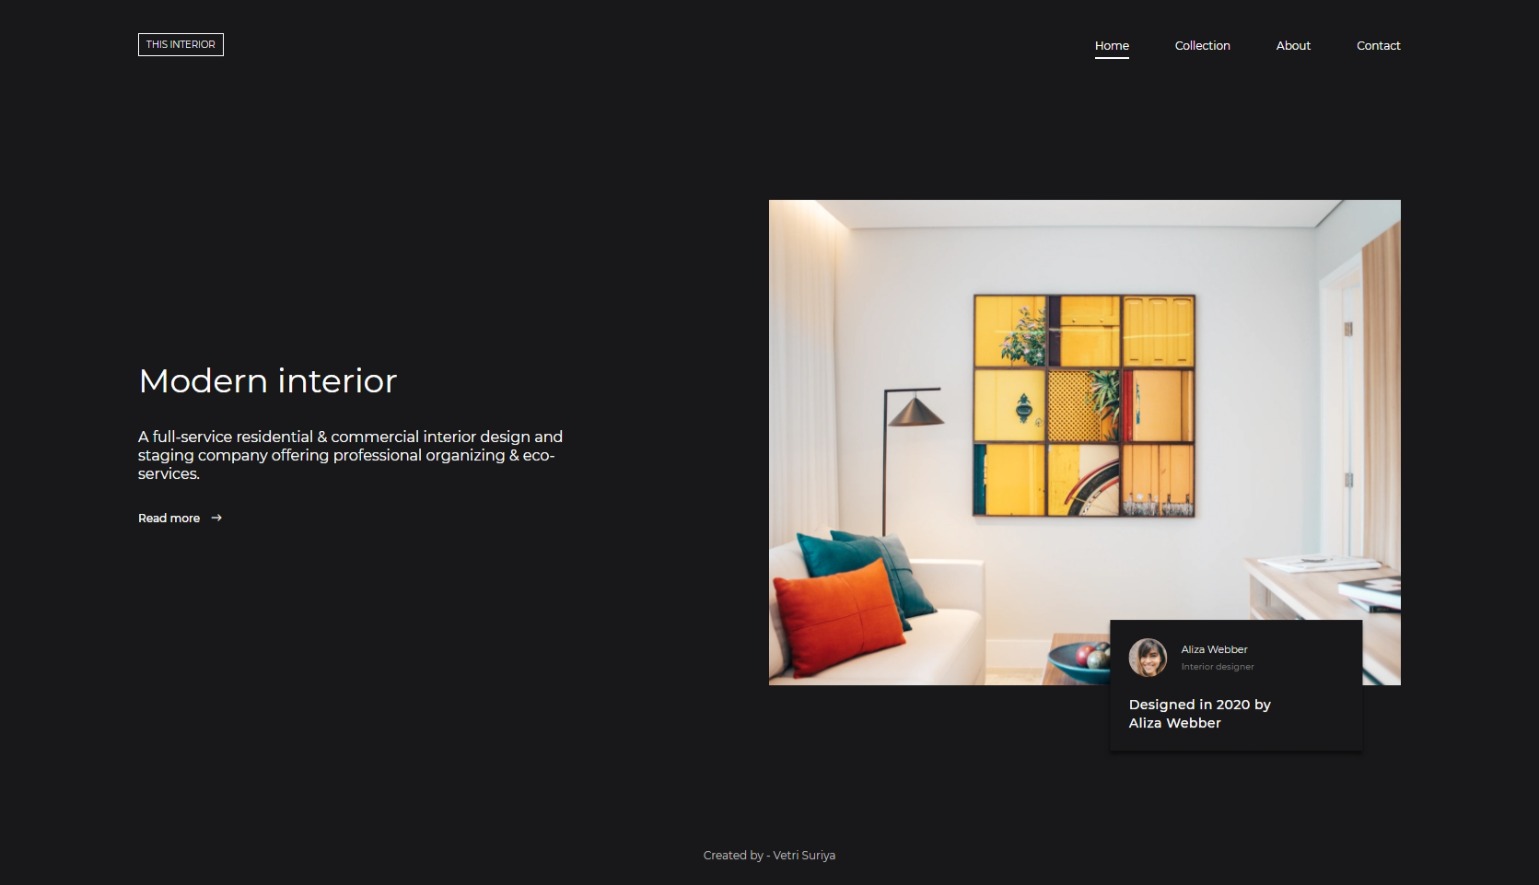 THIS INTERIOR
Home
Collection
About
Contact
Modern interior
A full-service residential & commercial interior design and
staging company offering professional organizing & eco-
services.
Read more
Aliza Webber
Interior designer
Designed in 2020 by
Aliza Webber
Created by - Vetri Suriya